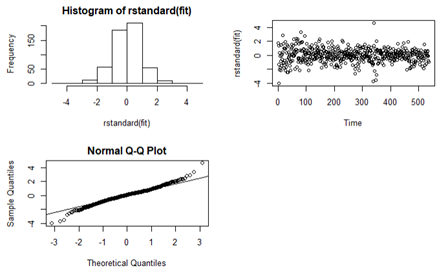 Histogram of rstandard(fit)
Frequency
0 50 150
-4 -2 0 2 4
rstandard(fit)
rstandard(fit)
-4 0 2 4
0 100 200 300 400 500
Time
Normal Q-Q Plot
Sample Quantiles
-4 0 2 4
-3 -2 -1 0 1 2 3
Theoretical Quantiles